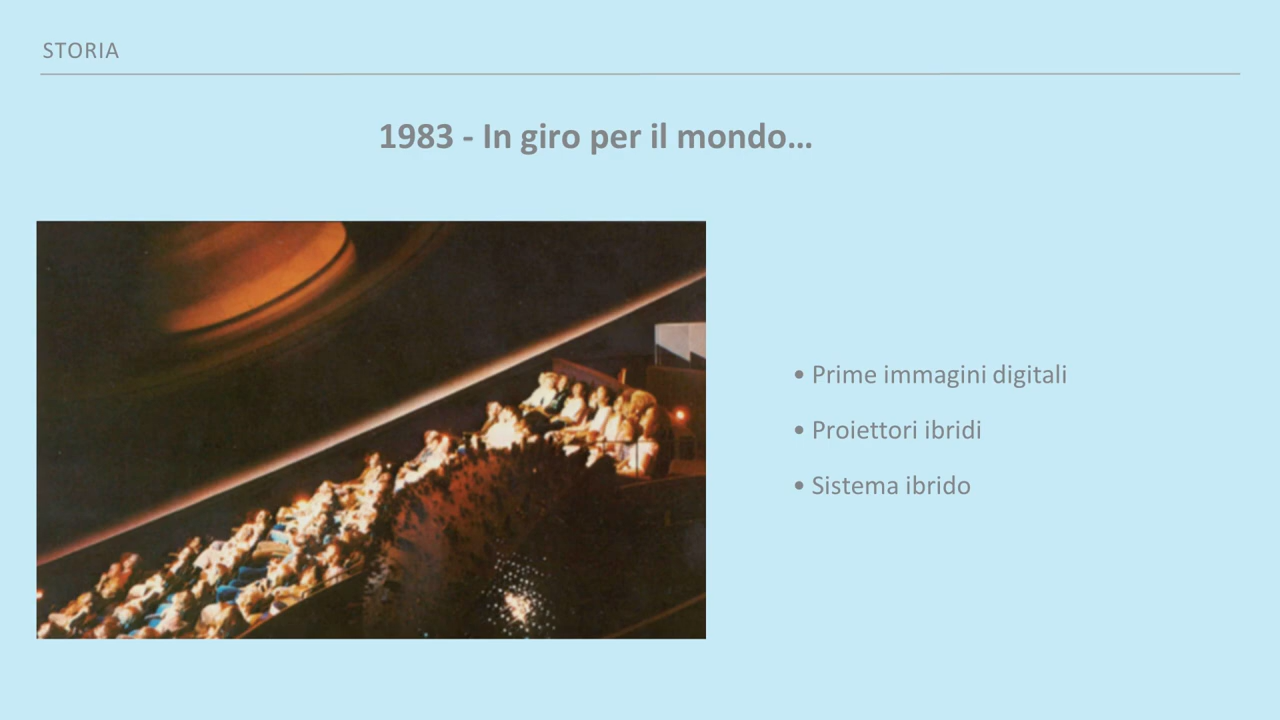 STORIA
1983 - In giro per il mondo…
• Prime immagini digitali
• Proiettori ibridi
• Sistema ibrido